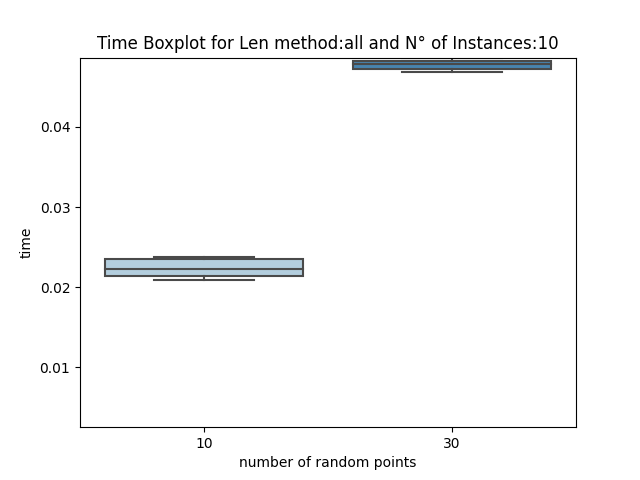 Time Boxplot for Len method:all and N° of Instances:10
0.04
0.03
0.02
0.01
time
10
30
number of random points